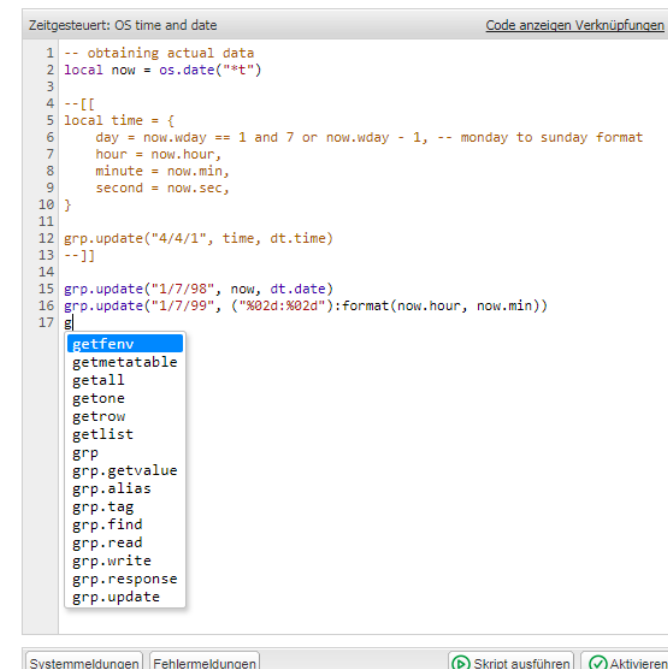 Zeitgesteuert: OS time and date Code anzeigen Verknüpfungen
1 -- obtaining actual data
2 local now = os.date("*t")
3
4 --[[
5 local time = {
6     day = now.wday == 1 and 7 or now.wday - 1, -- monday to sunday format
7     hour = now.hour,
8     minute = now.min,
9     second = now.sec,
10 }
11
12 grp.update("4/4/1", time, dt.time)
13 --]]
14
15 grp.update("1/7/98", now, dt.date)
16 grp.update("1/7/99", ("%02d:%02d"):format(now.hour, now.min))
17 g
getfenv
getmetatable
getall
getone
getrow
getlist
grp
grp.getvalue
grp.alias
grp.tag
grp.find
grp.read
grp.write
grp.response
grp.update
Systemmeldungen Fehlermeldungen Skript ausführen Aktivieren